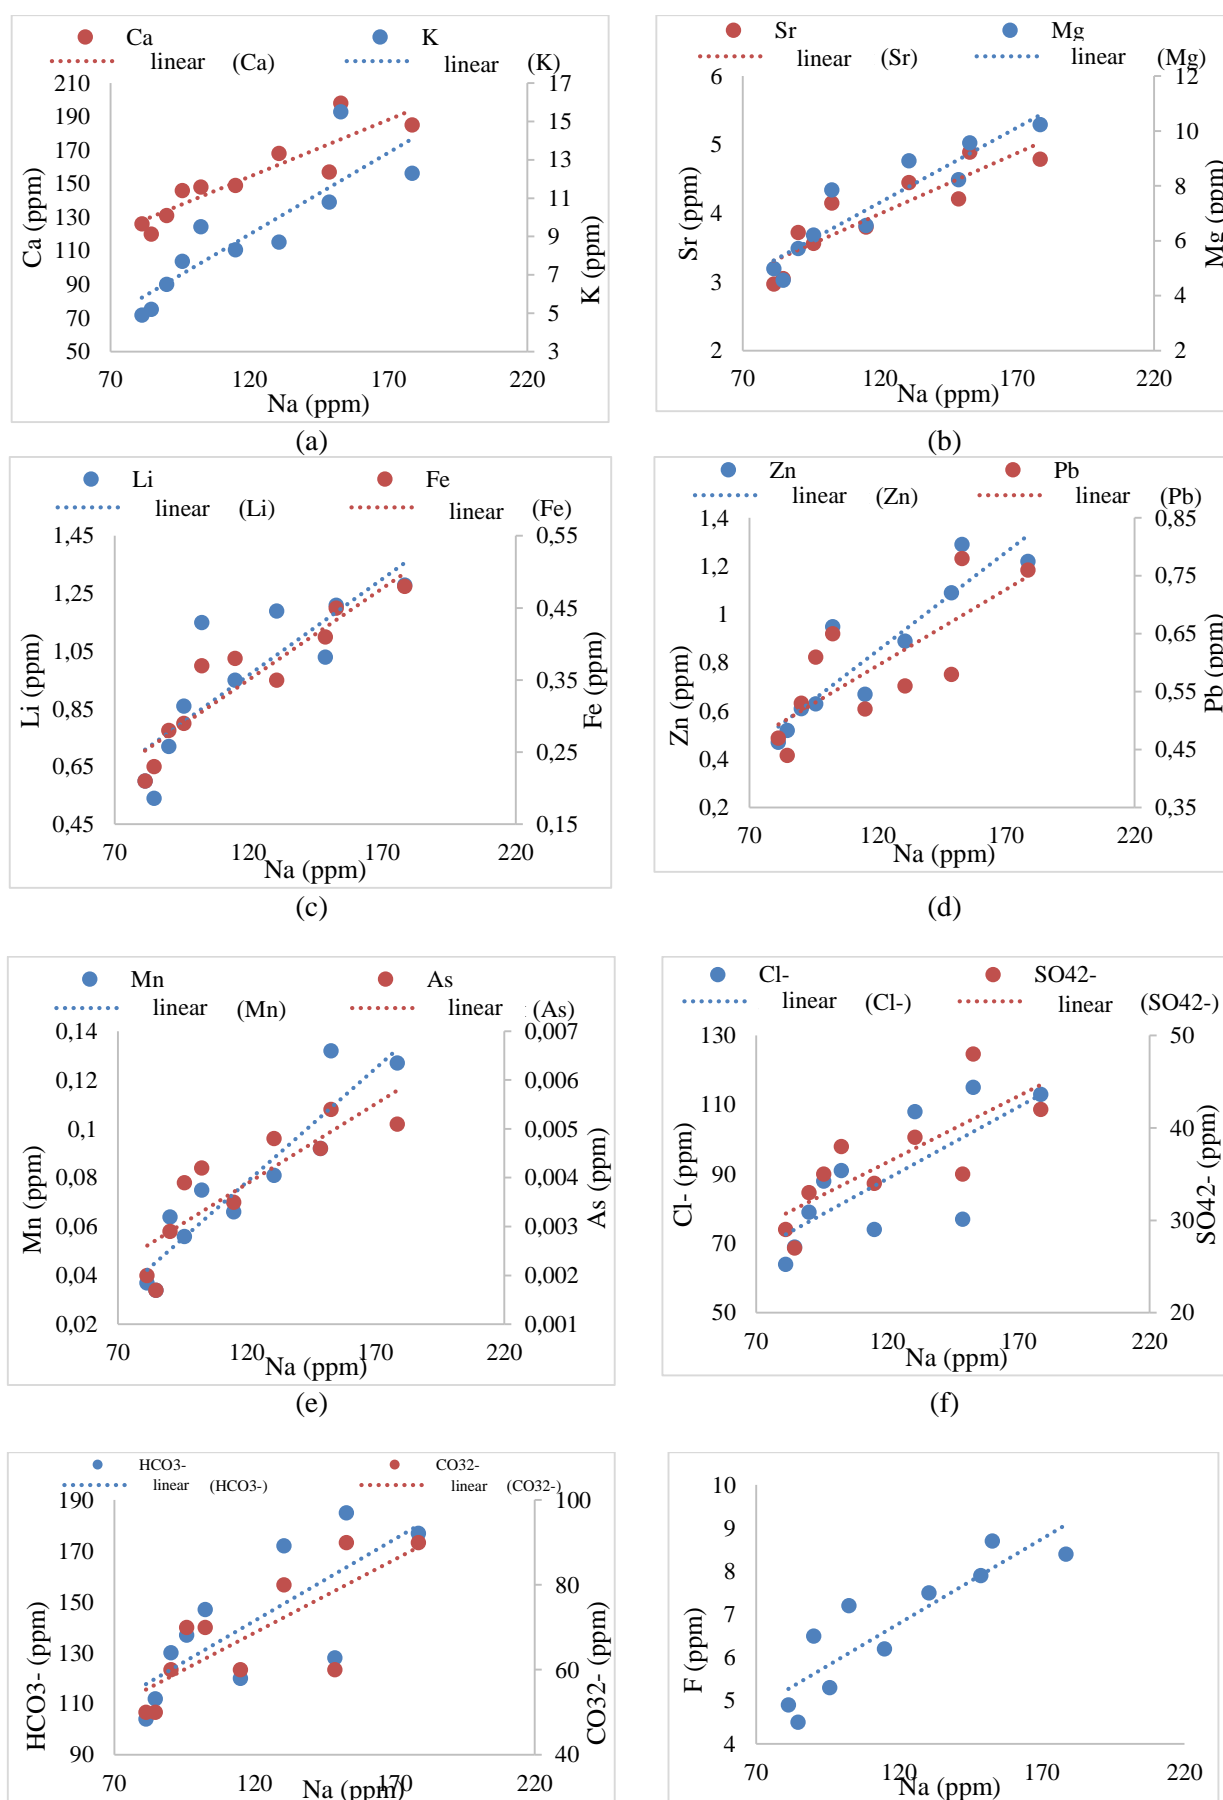 Ca K
linear (Ca) linear (K)
210 17
190 15
170 13
150 11
130 9
110 7
90 5
70 3
50
70 120 170 220
Ca (ppm)
K (ppm)
Na (ppm)
(a)
Sr Mg
linear (Sr) linear (Mg)
6 12
5 10
4 8
3 6
2 4
2
70 120 170 220
Sr (ppm)
Mg (ppm)
Na (ppm)
(b)
Li Fe
linear (Li) linear (Fe)
1,45 0,55
1,25 0,45
1,05 0,35
0,85 0,25
0,65 0,15
0,45
70 120 170 220
Li (ppm)
Fe (ppm)
Na (ppm)
(c)
Zn Pb
linear (Zn) linear (Pb)
1,4 0,85
1,2 0,75
1 0,65
0,8 0,55
0,6 0,45
0,4 0,35
0,2
70 120 170 220
Zn (ppm)
Pb (ppm)
Na (ppm)
(d)
Mn As
linear (Mn) (As)
0,14 0,007
0,12 0,006
0,1 0,005
0,08 0,004
0,06 0,003
0,04 0,002
0,02 0,001
70 120 170 220
Mn (ppm)
As (ppm)
Na (ppm)
(e)
Cl- SO42-
linear (Cl-) linear (SO42-)
130 50
110 40
90 30
70 20
50
70 120 170 220
Cl- (ppm)
SO42- (ppm)
Na (ppm)
(f)
HCO3- CO32-
linear (HCO3-) linear (CO32-)
190 100
170 80
150 60
130 40
110
90
70 120 170 220
HCO3- (ppm)
CO32- (ppm)
Na (ppm)
10
9
8
7
6
5
4
70 120 170 220
F (ppm)
Na (ppm)